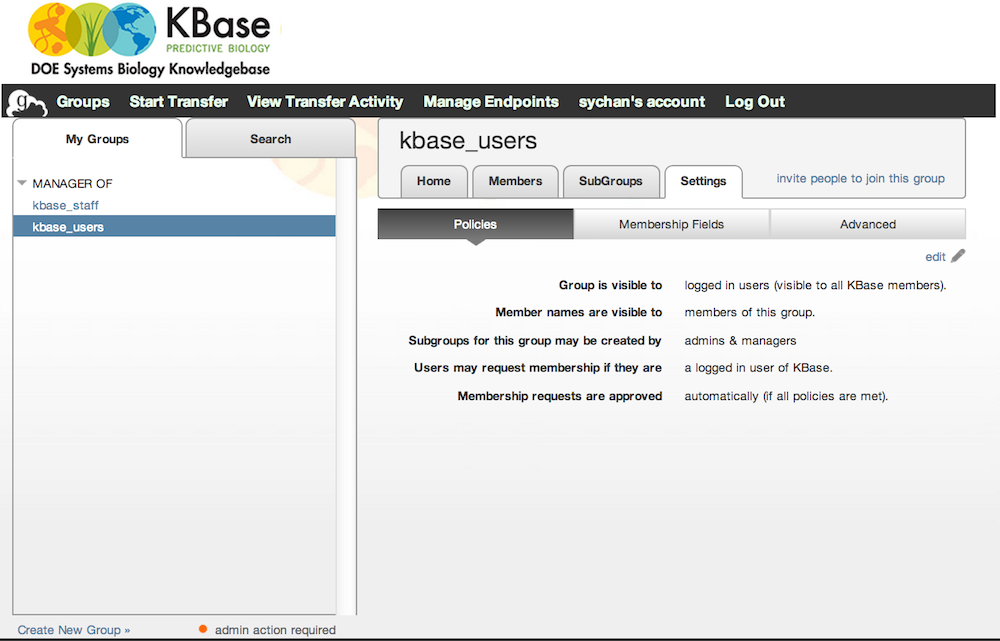 KBase
PREDICTIVE BIOLOGY
DOE Systems Biology Knowledgebase
g Groups Start Transfer View Transfer Activity Manage Endpoints sychan's account Log Out
My Groups Search
MANAGER OF
kbase_staff
kbase_users
kbase_users
Home Members SubGroups Settings invite people to join this group
Policies Membership Fields Advanced
edit
Group is visible to logged in users (visible to all KBase members).
Member names are visible to members of this group.
Subgroups for this group may be created by admins & managers
Users may request membership if they are a logged in user of KBase.
Membership requests are approved automatically (if all policies are met).
Create New Group » admin action required